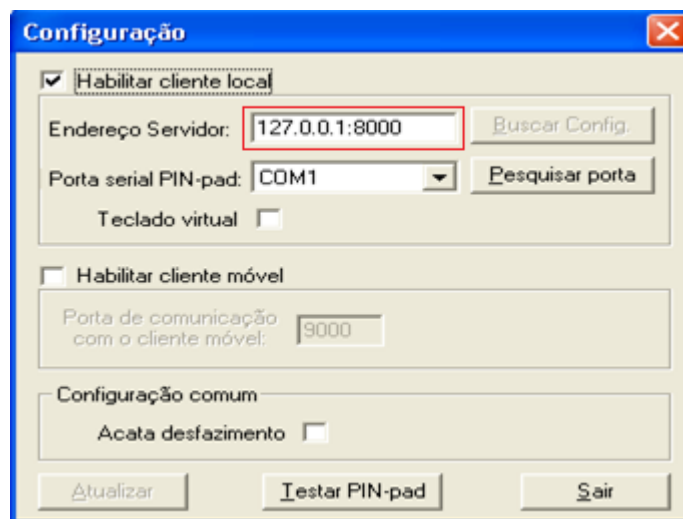 Configuração
Habilitar cliente local
Endereço Servidor: 127.0.0.1:8000 Buscar Config.
Porta serial PIN-pad: COM1 Pesquisar porta
Teclado virtual
Habilitar cliente móvel
Porta de comunicação
com o cliente móvel: 9000
Configuração comum
Acata desfazimento
Atualizar Testar PIN-pad Sair